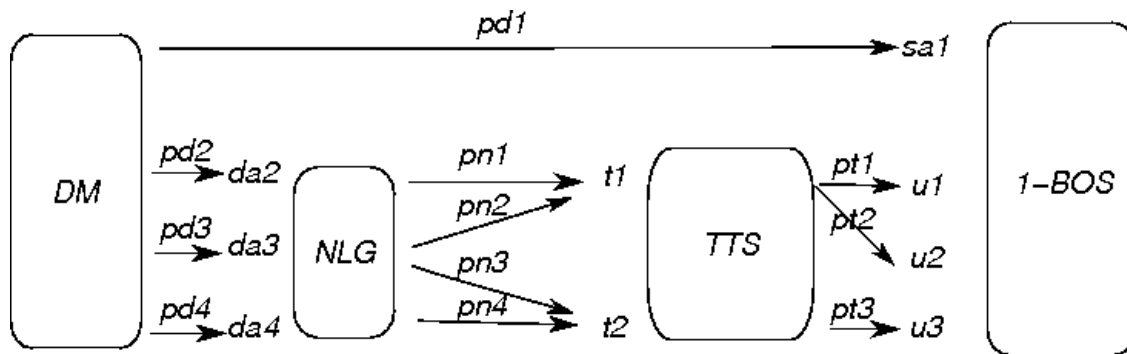 pd1
sa1
pd2 da2 pn1 t1 pt1 u1
pn2 pt2
DM pd3 da3 NLG TTS u2 1-BOS
pn3
pd4 da4 pn4 t2 pt3 u3